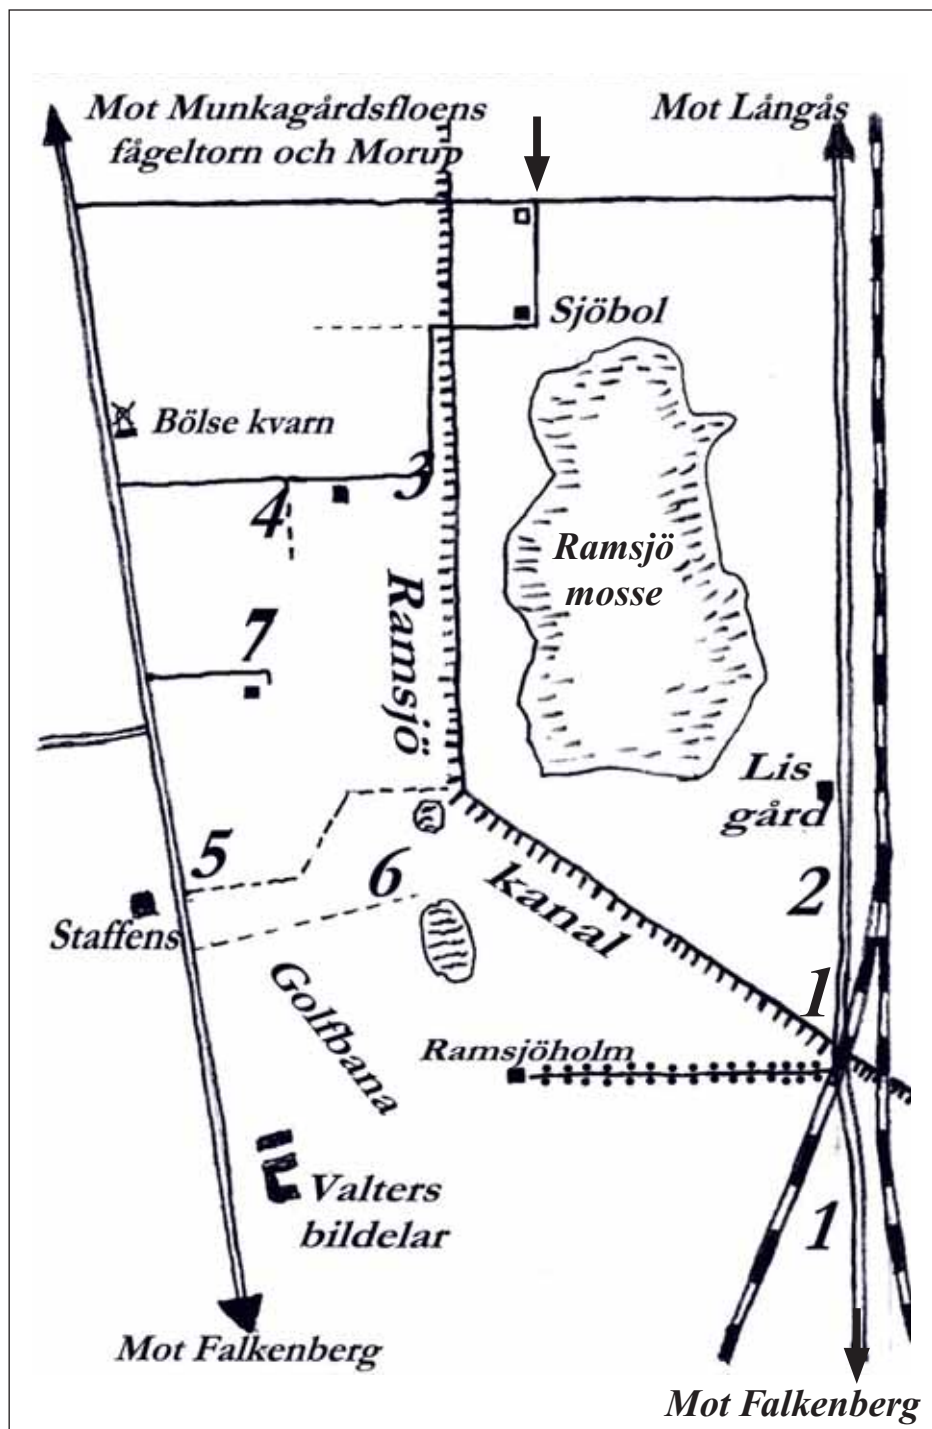 Mot Munkagårdsfloens
fågeltorn och Morup
Mot Långås
Sjöbol
Bölse kvarn
3
4
Ramsjö
mosse
Ramsjö
7
Lis
gård
5
6
2
kanal
Staffens
1
Golfbana
Ramsjöholm
Valters
bildelar
1
Mot Falkenberg
Mot Falkenberg